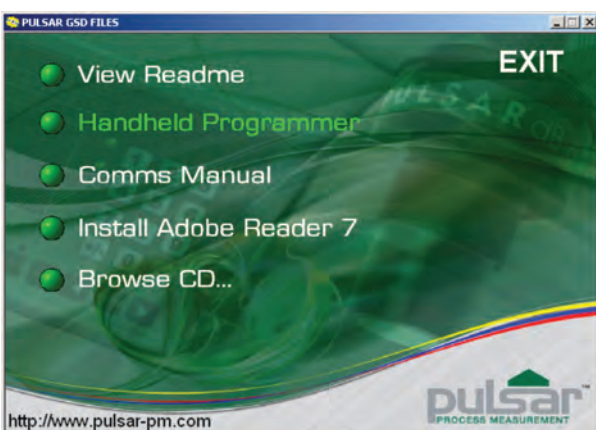 PULSAR GSD FILES
EXIT
View Readme
Handheld Programmer
Comms Manual
Install Adobe Reader 7
Browse CD...
PULSAR
http://www.pulsar-pm.com
pulsar™
PROCESS MEASUREMENT